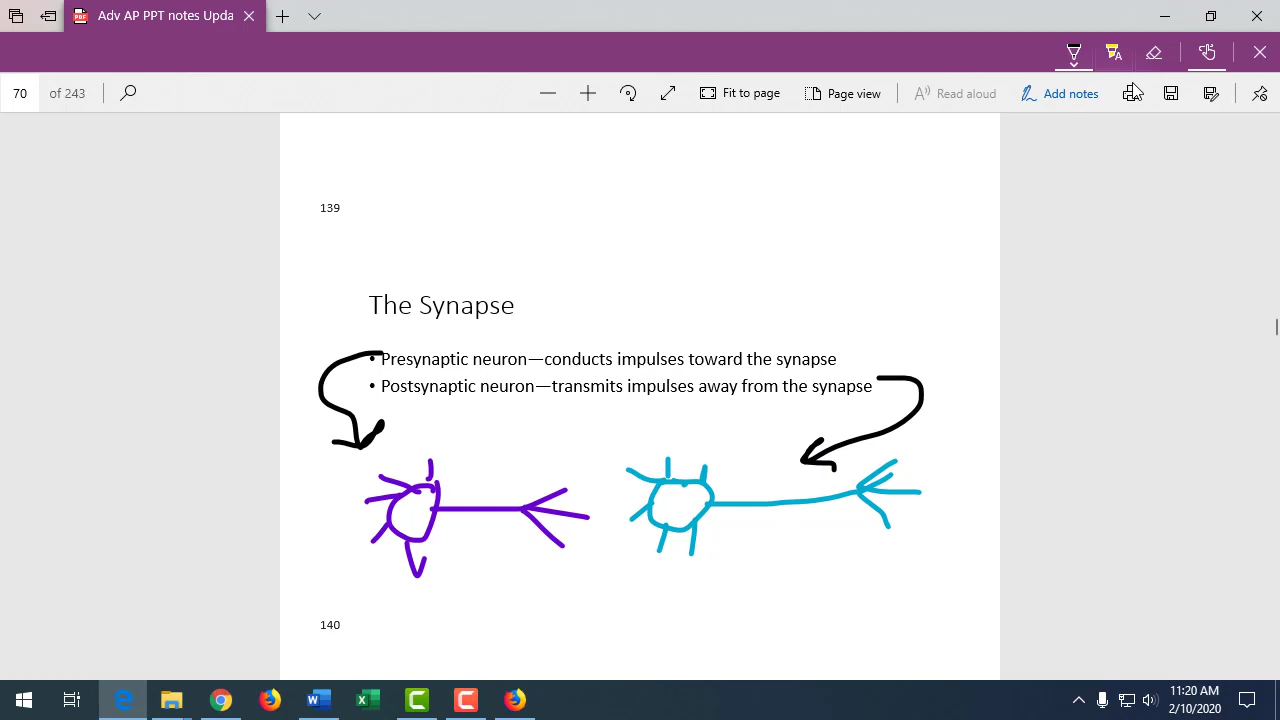 Adv AP PPT notes Upda
70 of 243
Fit to page
Page view
A Read aloud
Add notes
139
The Synapse
• Presynaptic neuron—conducts impulses toward the synapse
• Postsynaptic neuron—transmits impulses away from the synapse
140
11:20 AM
2/10/2020